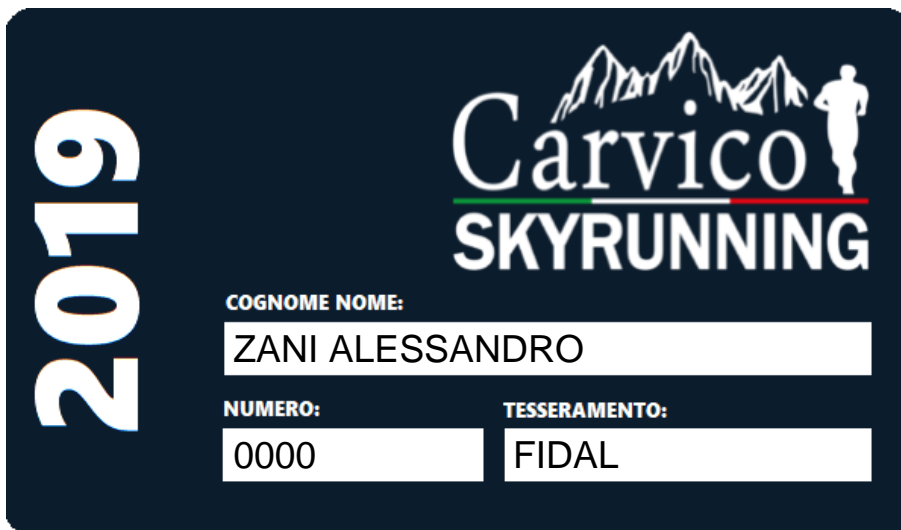 2019
Carvico
SKYRUNNING
COGNOME NOME:
ZANI ALESSANDRO
NUMERO:
TESSERAMENTO:
0000
FIDAL